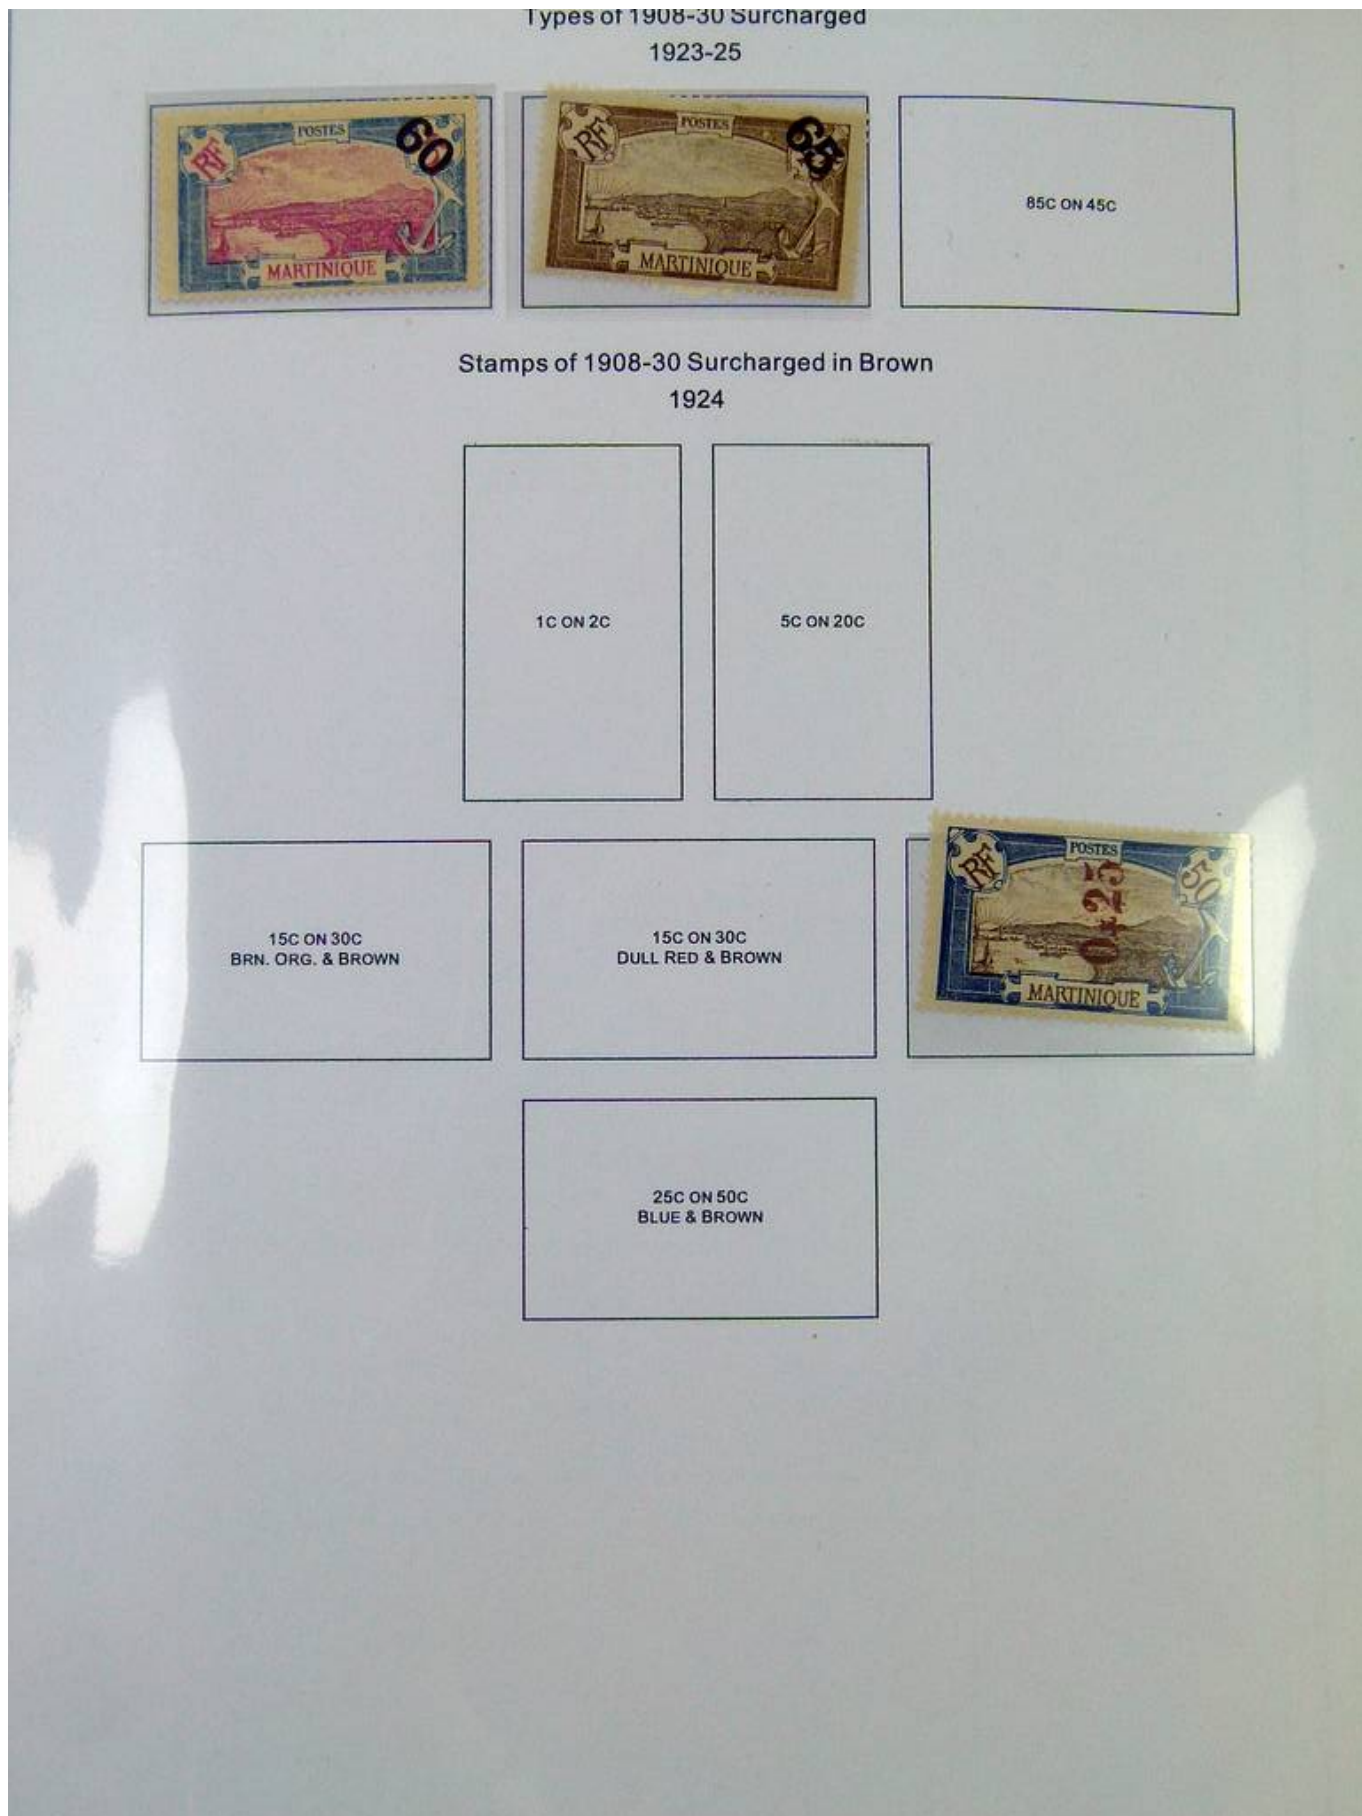 Types of 1908-30 Surcharged
1923-25
RF
POSTES
60
MARTINIQUE
RF
POSTES
65
MARTINIQUE
85C ON 45C
Stamps of 1908-30 Surcharged in Brown
1924
1C ON 2C
5C ON 20C
15C ON 30C
BRN. ORG. & BROWN
15C ON 30C
DULL RED & BROWN
RF
POSTES
50
MARTINIQUE
25C ON 50C
BLUE & BROWN